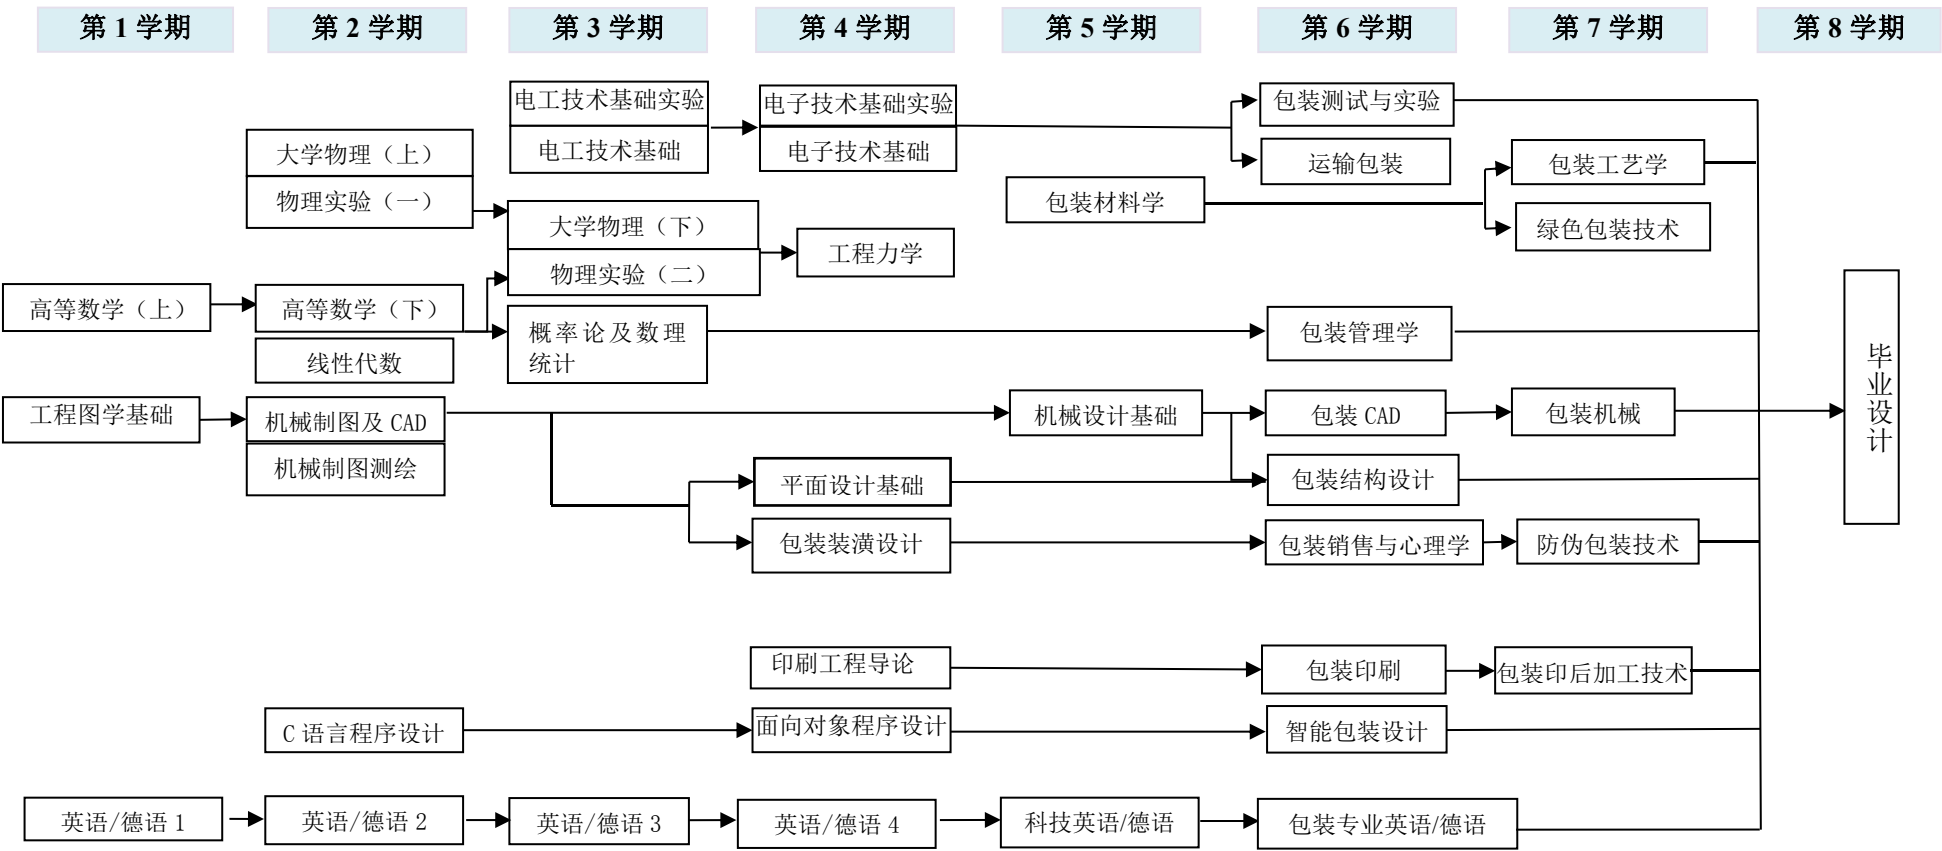 第 1 学期
第 2 学期
第 3 学期
第 4 学期
第 5 学期
第 6 学期
第 7 学期
第 8 学期
电工技术基础实验
电子技术基础实验
包装测试与实验
大学物理（上）
电工技术基础
电子技术基础
运输包装
包装工艺学
物理实验（一）
包装材料学
大学物理（下）
工程力学
绿色包装技术
物理实验（二）
高等数学（上）
高等数学（下）
概率论及数理
统计
包装管理学
线性代数
毕业设计
工程图学基础
机械制图及 CAD
机械设计基础
包装 CAD
包装机械
机械制图测绘
平面设计基础
包装结构设计
包装装潢设计
包装销售与心理学
防伪包装技术
印刷工程导论
包装印刷
包装印后加工技术
C 语言程序设计
面向对象程序设计
智能包装设计
英语/德语 1
英语/德语 2
英语/德语 3
英语/德语 4
科技英语/德语
包装专业英语/德语